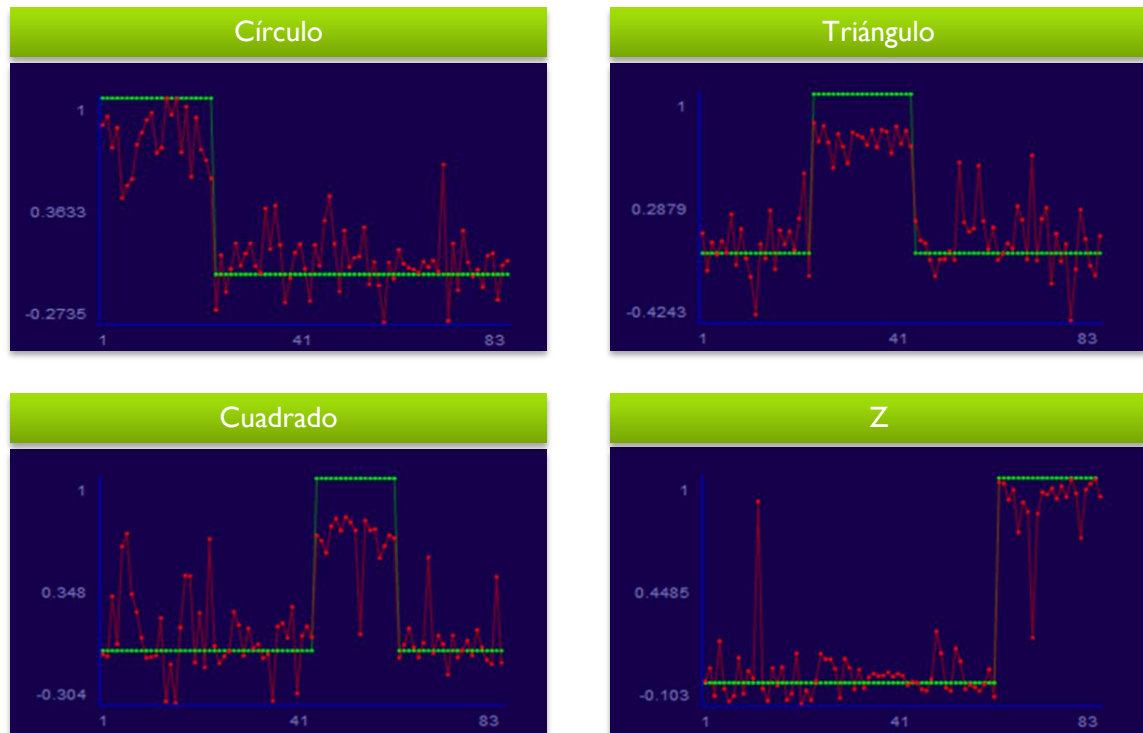 Círculo
1
0.3633
-0.2735
1 41 83
Triángulo
1
0.2879
-0.4243
1 41 83
Cuadrado
1
0.348
-0.304
1 41 83
Z
1
0.4485
-0.103
1 41 83